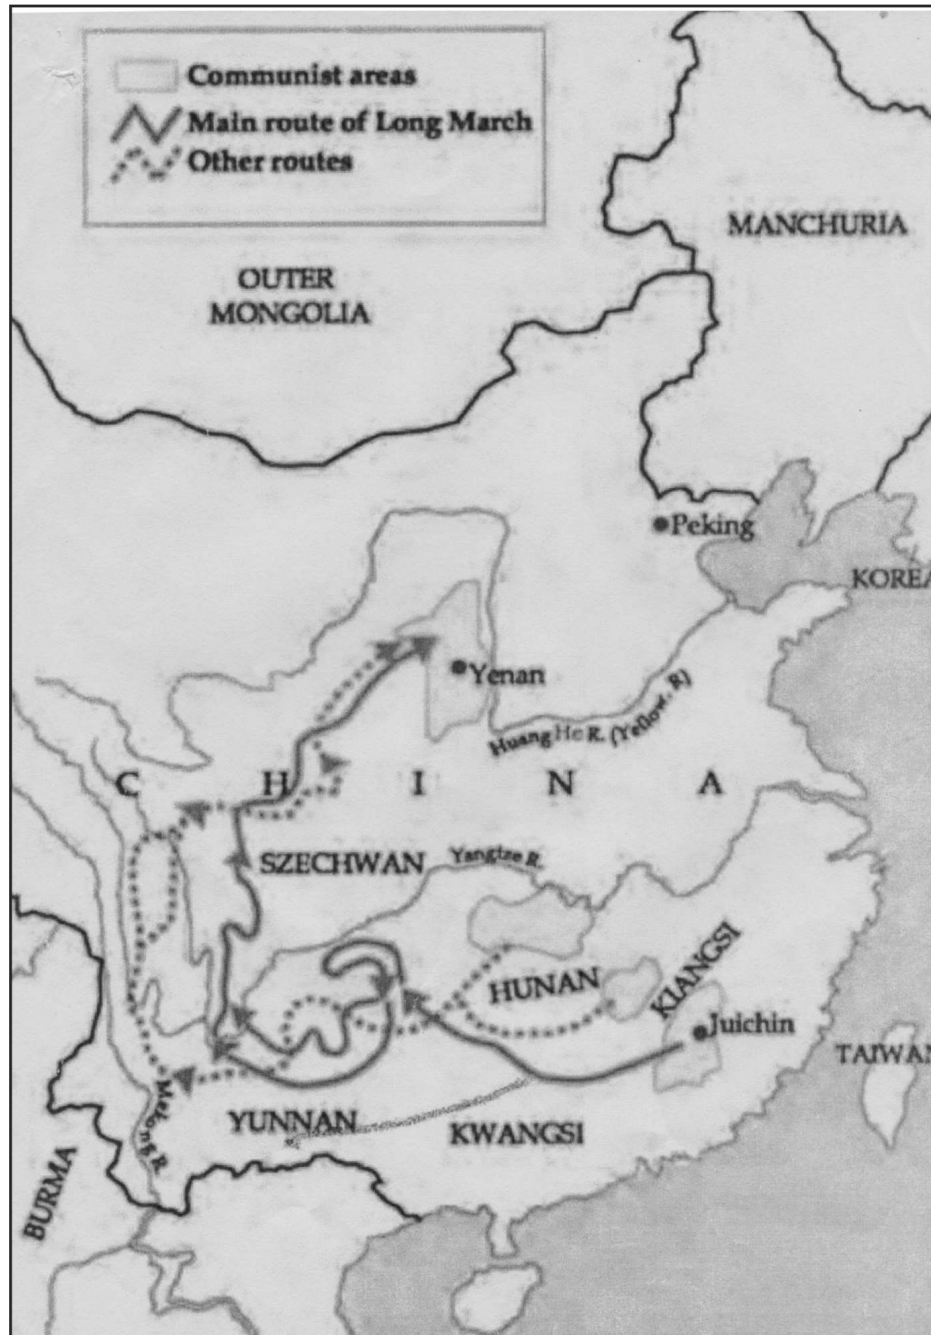 Communist areas
Main route of Long March
Other routes
MANCHURIA
OUTER
MONGOLIA
Peking
KOREA
Yenan
Huang He R. (Yellow. R)
C H I N A
SZECHWAN
Yangtze R.
HUNAN
KIANGSI
Juichin
TAIWAN
YUNNAN
KWANGSI
Mekong R.
BURMA